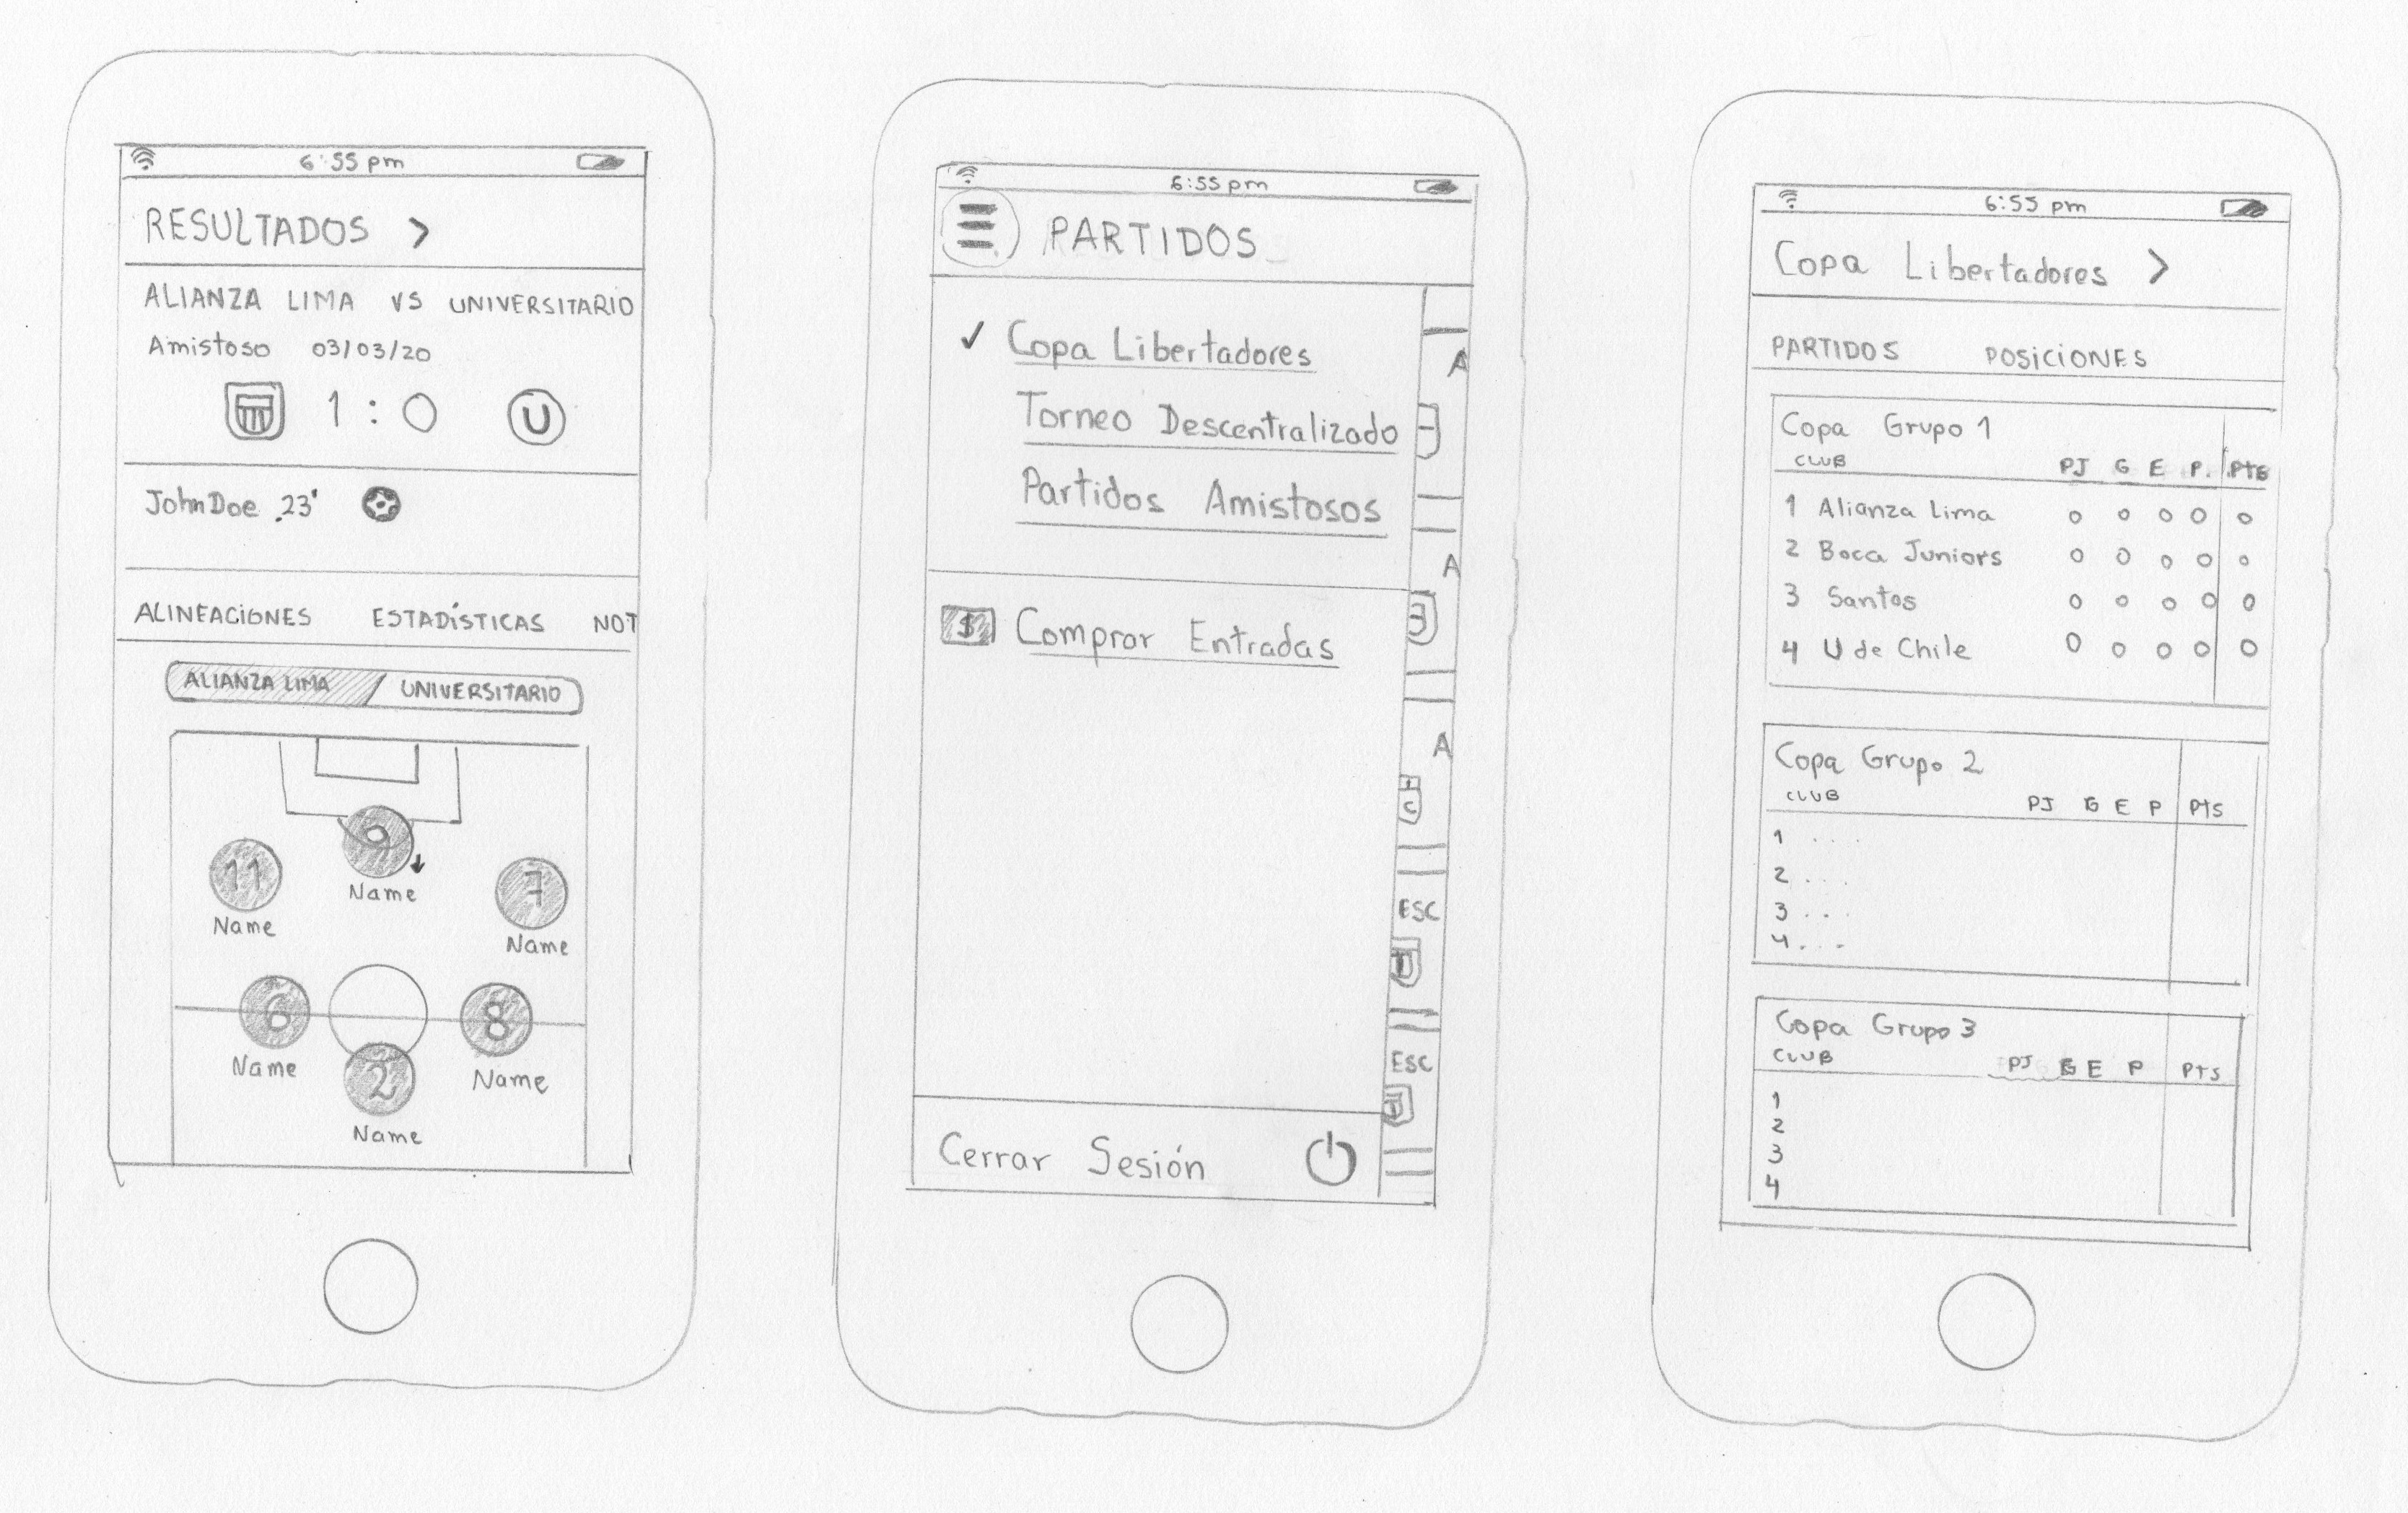 6:55 pm
RESULTADOS >
ALIANZA LIMA VS UNIVERSITARIO
Amistoso 03/03/20
1 : 0 U
John Doe 23'
ALINEACIONES ESTADÍSTICAS NOT
ALIANZA LIMA UNIVERSITARIO
9
Name
11
Name
7
Name
6
Name
8
Name
2
Name
6:55 pm
PARTIDOS
✓ Copa Libertadores
Torneo Descentralizado
Partidos Amistosos
$ Comprar Entradas
Cerrar Sesión
A
A
A
C
ESC
ESC
6:55 pm
Copa Libertadores >
PARTIDOS POSICIONES
Copa Grupo 1
CLUB PJ G E P. Pts
1 Alianza Lima 0 0 0 0 0
2 Boca Juniors 0 0 0 0 0
3 Santos 0 0 0 0 0
4 U de Chile 0 0 0 0 0
Copa Grupo 2
CLUB PJ G E P Pts
1 ....
2 ....
3 ...
4 ...
Copa Grupo 3
CLUB PJ G E P Pts
1
2
3
4